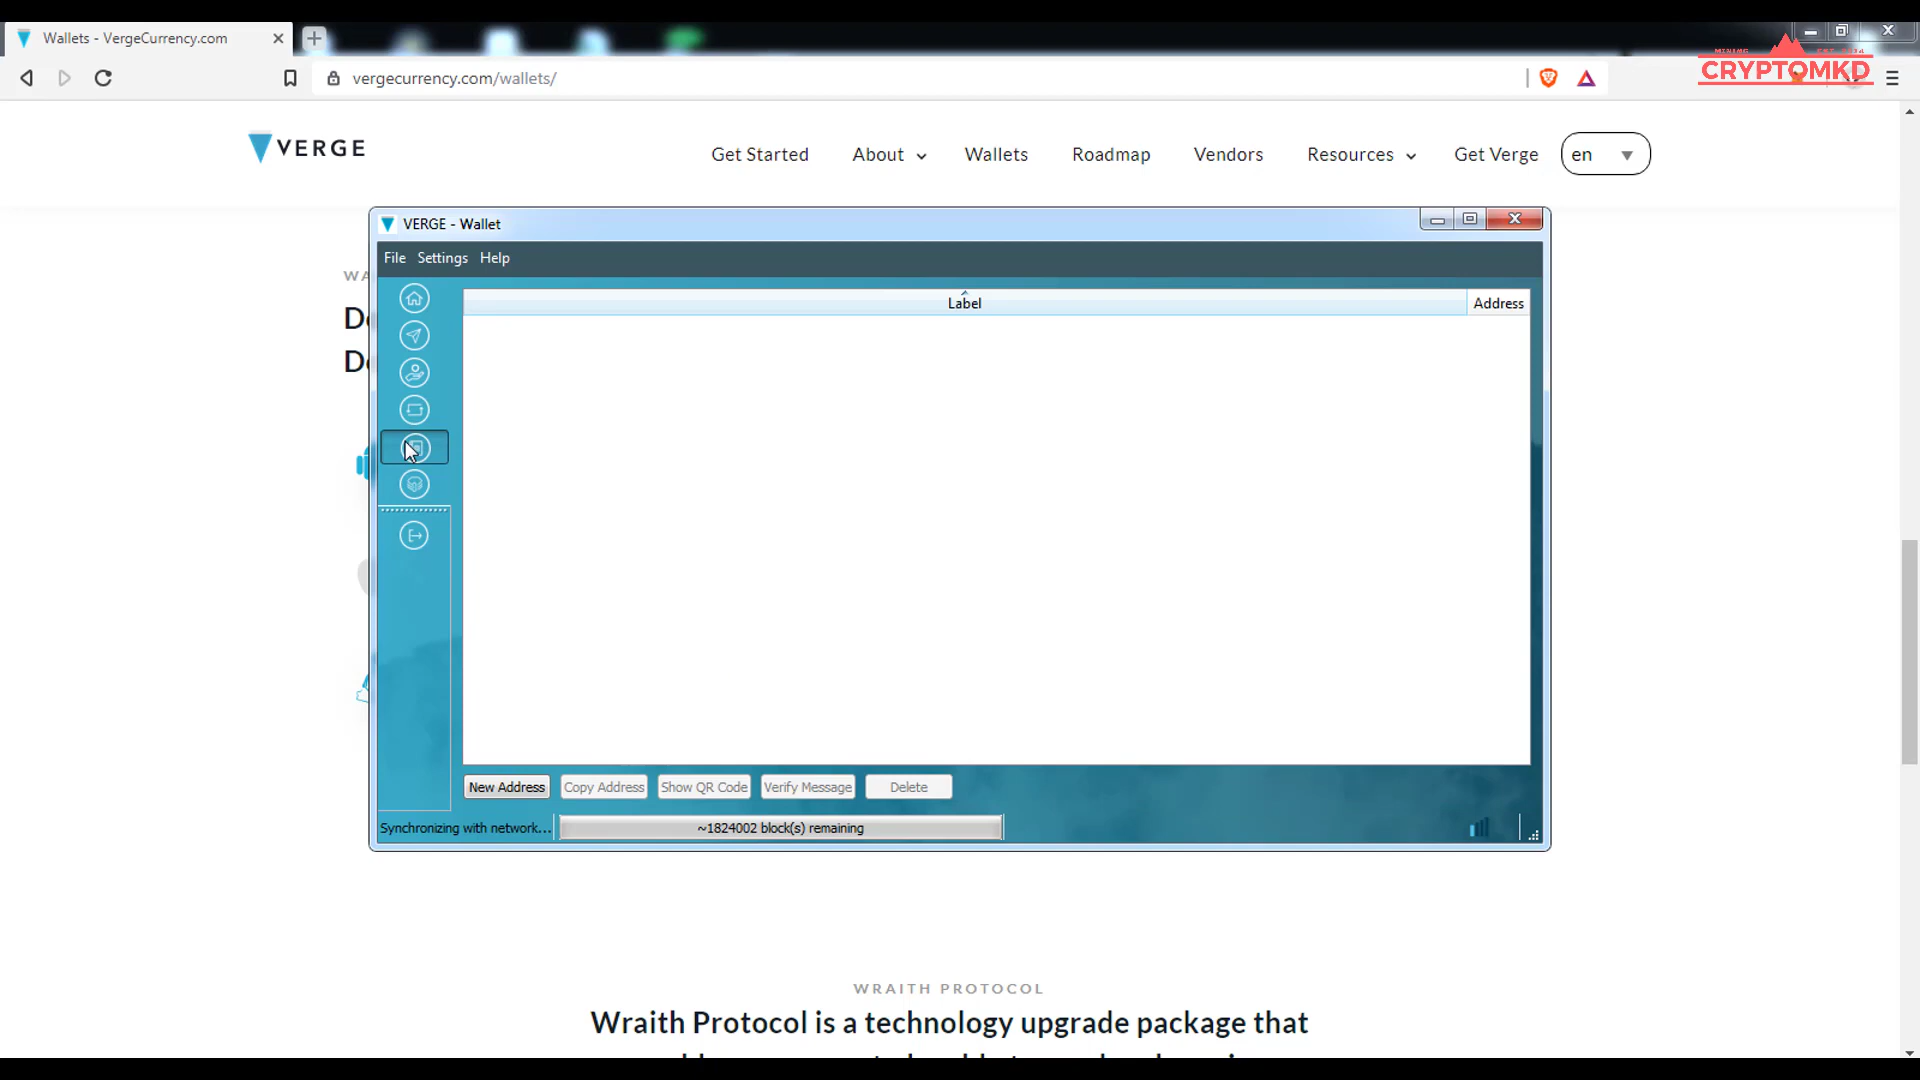 Wallets - VergeCurrency.com
MINING
CRYPTOMKD
vergecurrency.com/wallets/
VERGE
Get Started
About
Wallets
Roadmap
Vendors
Resources
Get Verge
en
VERGE - Wallet
File
Settings
Help
WA
Label
Address
New Address
Copy Address
Show QR Code
Verify Message
Delete
Synchronizing with network...
~1824002 block(s) remaining
WRAITH PROTOCOL
Wraith Protocol is a technology upgrade package that